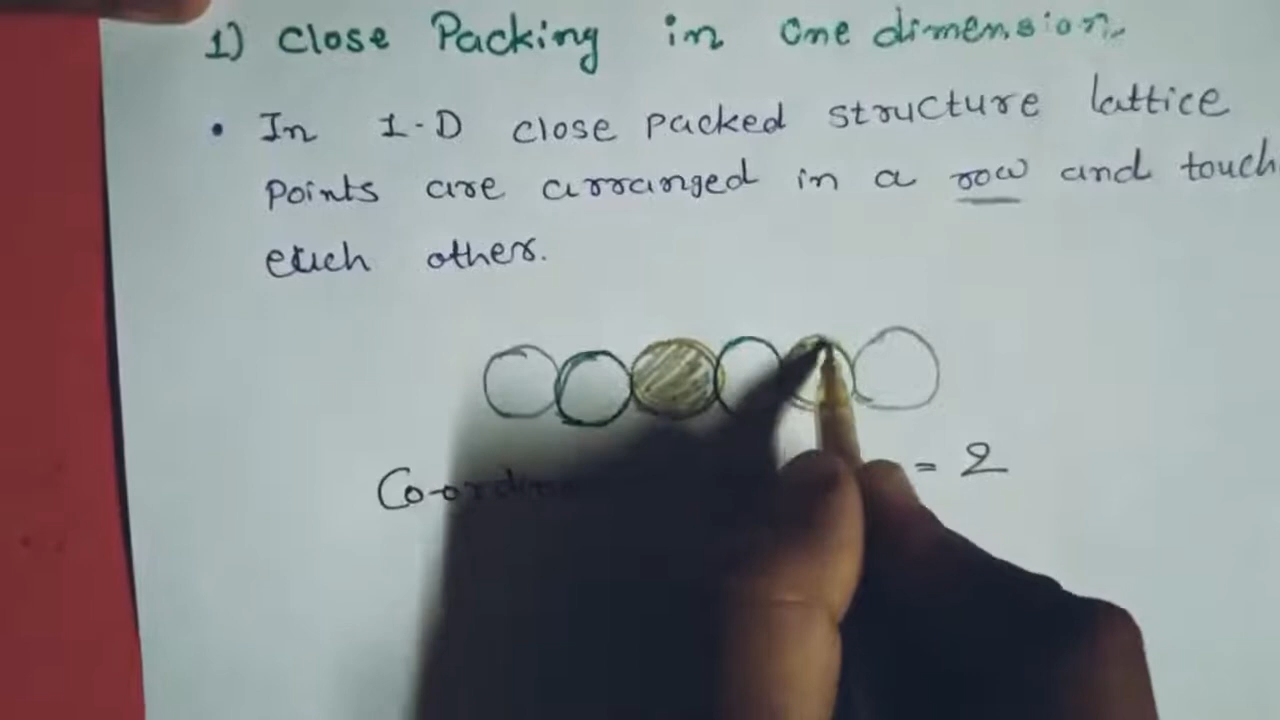 1) Close Packing in One dimension.
• In 1-D close packed structure lattice
Points are arranged in a row and touch
each other.
= 2